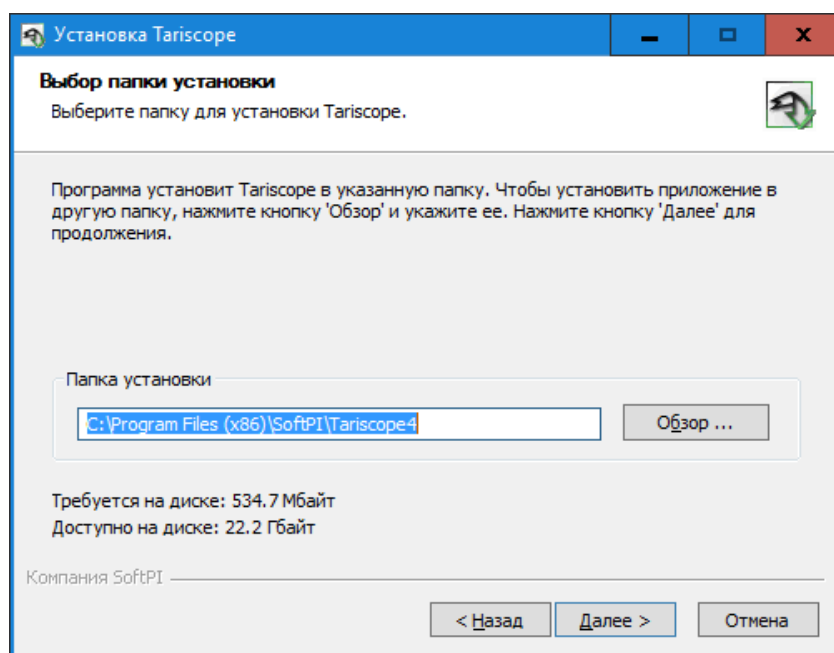 Установка Tariscope
Выбор папки установки
Выберите папку для установки Tariscope.
Программа установит Tariscope в указанную папку. Чтобы установить приложение в
другую папку, нажмите кнопку 'Обзор' и укажите ее. Нажмите кнопку 'Далее' для
продолжения.
Папка установки
C:\Program Files (x86)\SoftPI\Tariscope4
Обзор ...
Требуется на диске: 534.7 Мбайт
Доступно на диске: 22.2 Гбайт
Компания SoftPI
< Назад
Далее >
Отмена